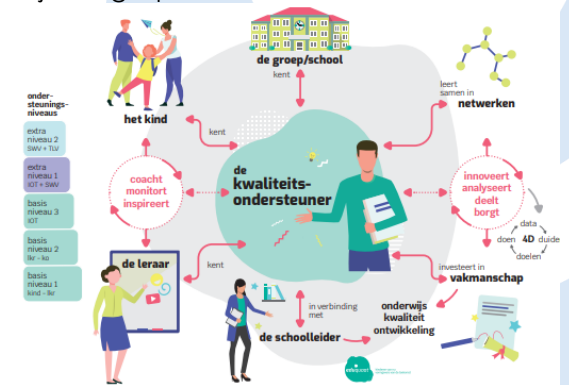 de groep/school
kent
leert
samen in
netwerken
onder-
steunings-
niveaus
extra
niveau 2
SWV + TLV
extra
niveau 1
IOT + SWV
basis
niveau 3
IOT
basis
niveau 2
lkr - ko
basis
niveau 1
kind - lkr
het kind
kent
coacht
monitort
inspireert
de
kwaliteits-
ondersteuner
innoveert
analyseert
deelt
borgt
data
doen 4D duide
doelen
de leraar
kent
investeert in
vakmanschap
in verbinding
met
de schoolleider
onderwijs
kwaliteit
ontwikkeling